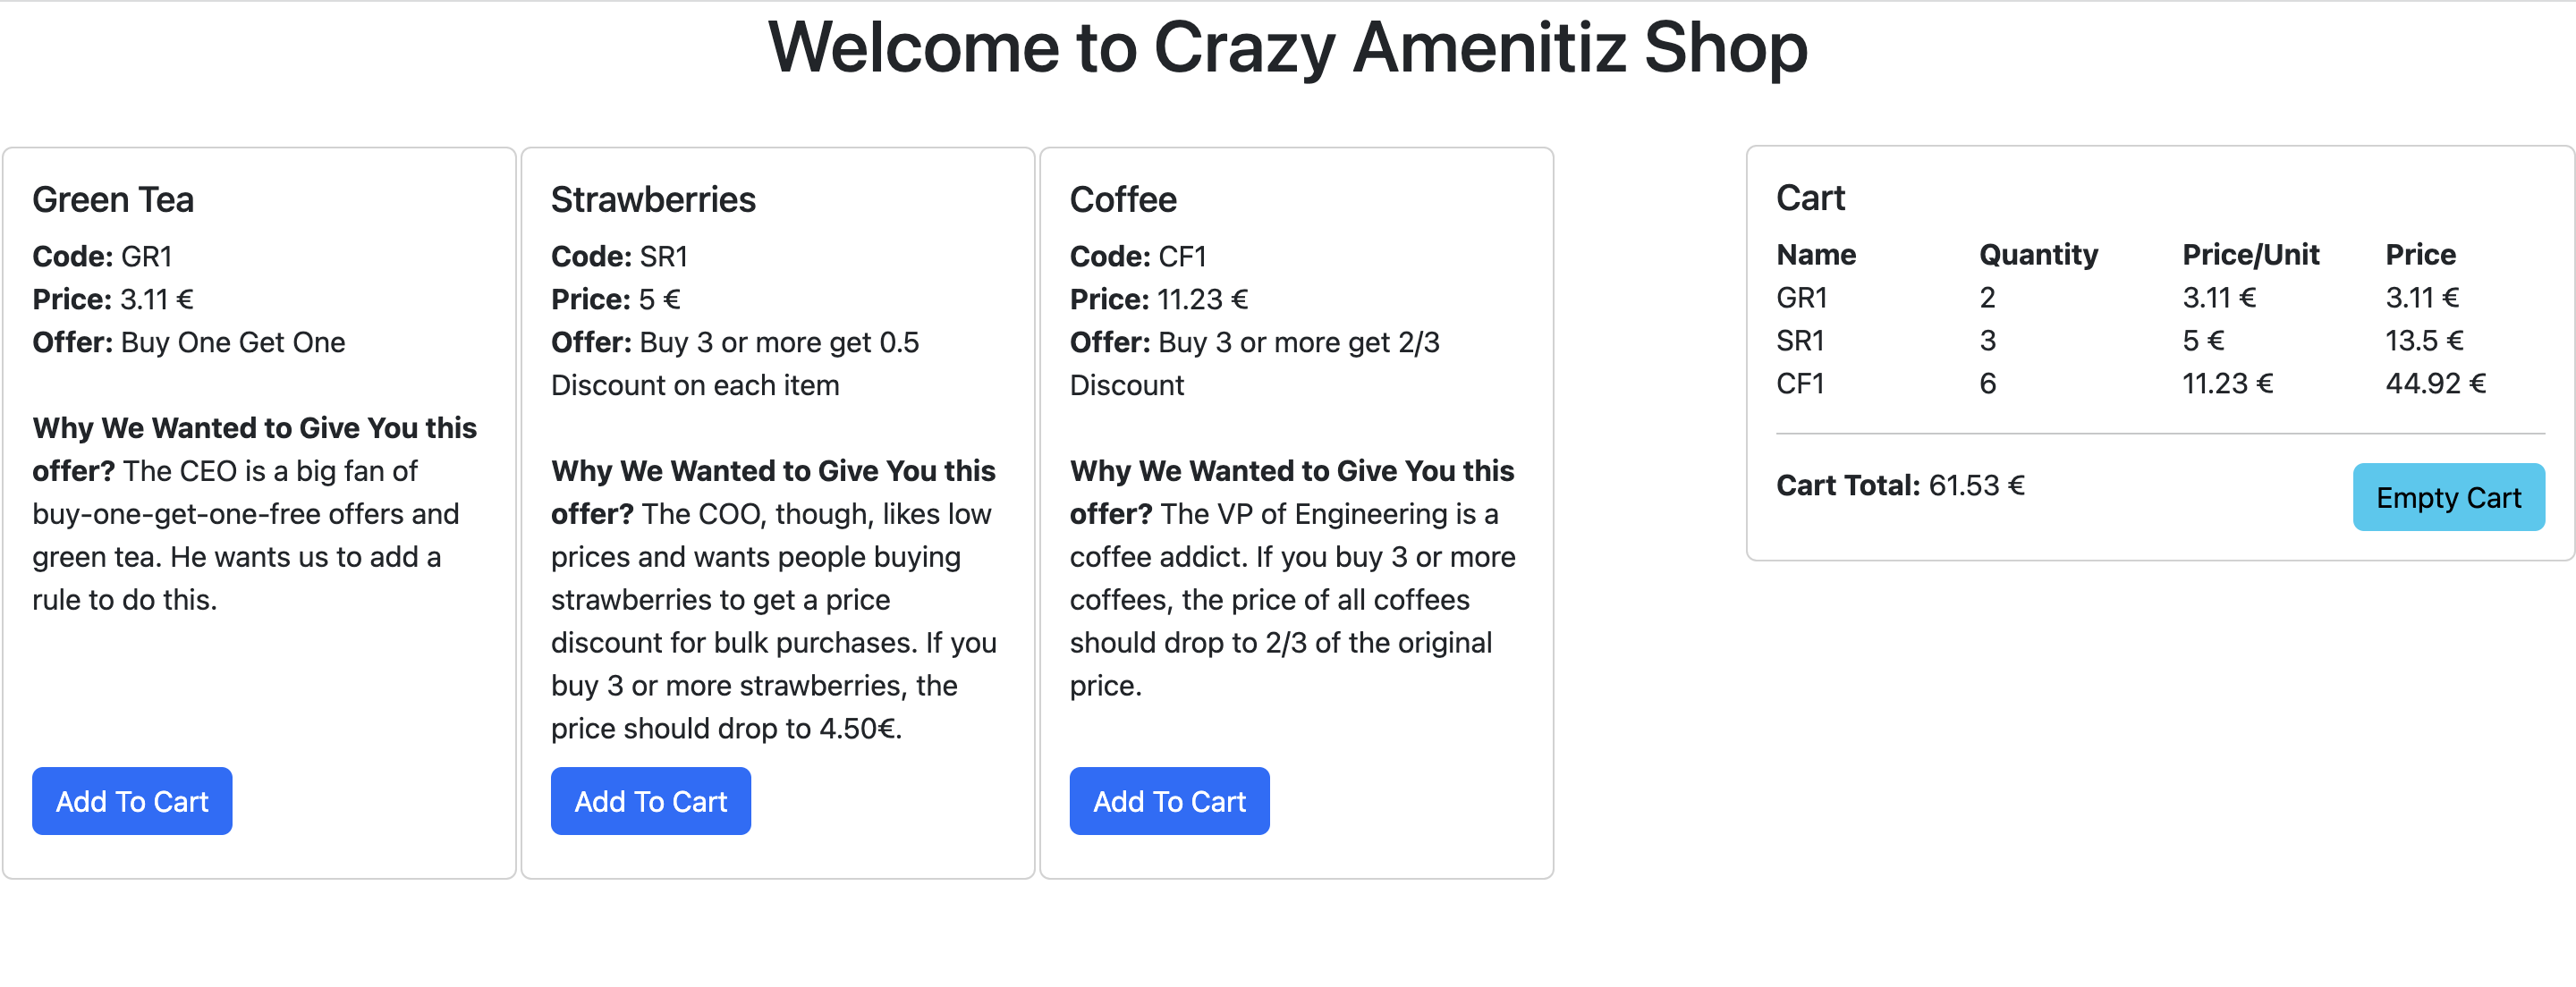 Welcome to Crazy Amenitiz Shop
Green Tea
Code: GR1
Price: 3.11 €
Offer: Buy One Get One
Why We Wanted to Give You this
offer? The CEO is a big fan of
buy-one-get-one-free offers and
green tea. He wants us to add a
rule to do this.
Add To Cart
Strawberries
Code: SR1
Price: 5 €
Offer: Buy 3 or more get 0.5
Discount on each item
Why We Wanted to Give You this
offer? The COO, though, likes low
prices and wants people buying
strawberries to get a price
discount for bulk purchases. If you
buy 3 or more strawberries, the
price should drop to 4.50€.
Add To Cart
Coffee
Code: CF1
Price: 11.23 €
Offer: Buy 3 or more get 2/3
Discount
Why We Wanted to Give You this
offer? The VP of Engineering is a
coffee addict. If you buy 3 or more
coffees, the price of all coffees
should drop to 2/3 of the original
price.
Add To Cart
Cart
Name Quantity Price/Unit Price
GR1 2 3.11 € 3.11 €
SR1 3 5 € 13.5 €
CF1 6 11.23 € 44.92 €
Cart Total: 61.53 €
Empty Cart